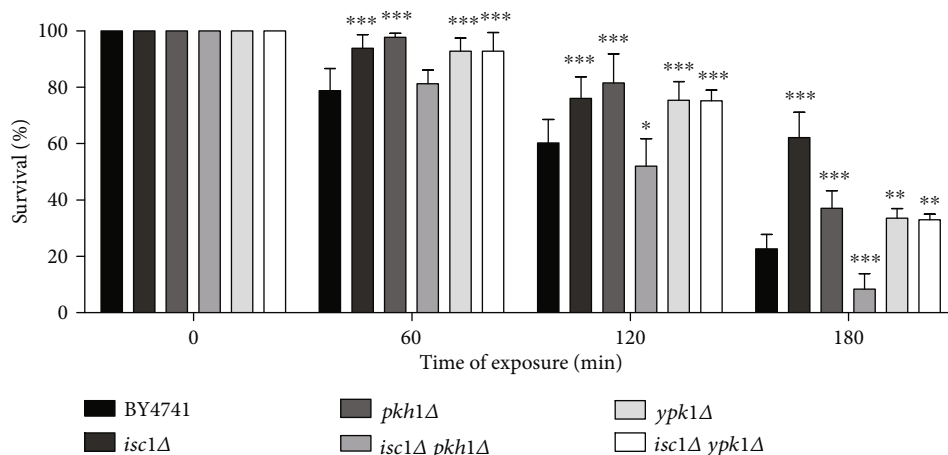 *** *** *** ***
*** *** * *** ***
*** *** *** ** **
100
80
60
40
20
0
Survival (%)
0 60 120 180
Time of exposure (min)
BY4741 pkh1Δ ypk1Δ
isc1Δ isc1Δ pkh1Δ isc1Δ ypk1Δ